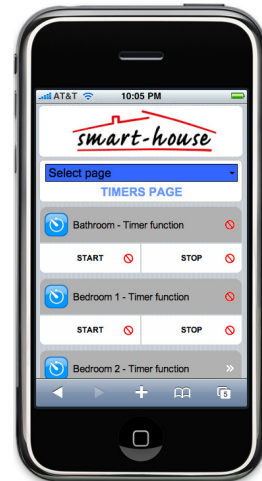 AT&T 10:05 PM
smart-house
Select page
TIMERS PAGE
Bathroom - Timer function
START STOP
Bedroom 1 - Timer function
START STOP
Bedroom 2 - Timer function »
5